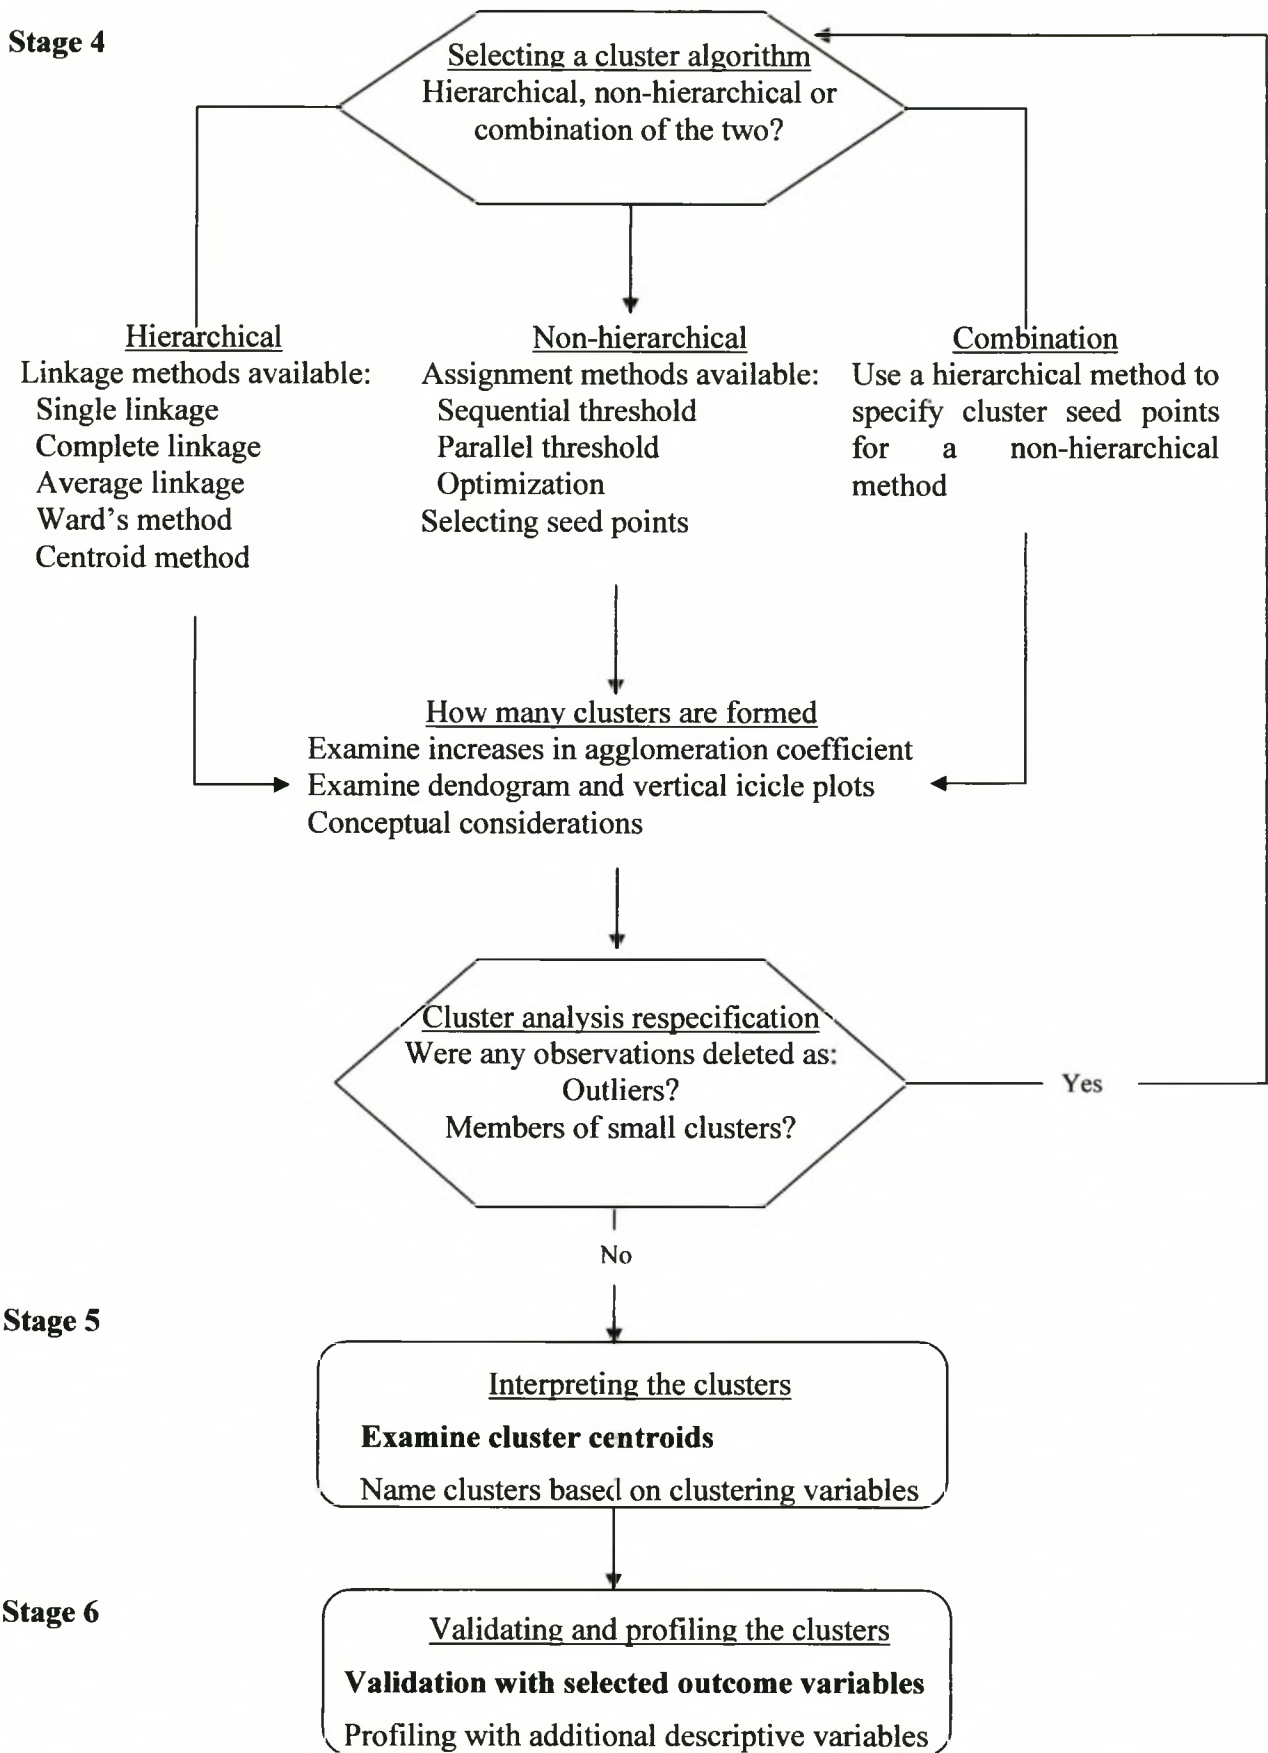 Stage 4
Selecting a cluster algorithm
Hierarchical, non-hierarchical or
combination of the two?
Hierarchical
Linkage methods available:
Single linkage
Complete linkage
Average linkage
Ward's method
Centroid method
Non-hierarchical
Assignment methods available:
Sequential threshold
Parallel threshold
Optimization
Selecting seed points
Combination
Use a hierarchical method to
specify cluster seed points
for a non-hierarchical
method
How many clusters are formed
Examine increases in agglomeration coefficient
Examine dendogram and vertical icicle plots
Conceptual considerations
Cluster analysis respecification
Were any observations deleted as:
Outliers?
Members of small clusters?
Yes
No
Stage 5
Interpreting the clusters
Examine cluster centroids
Name clusters based on clustering variables
Stage 6
Validating and profiling the clusters
Validation with selected outcome variables
Profiling with additional descriptive variables